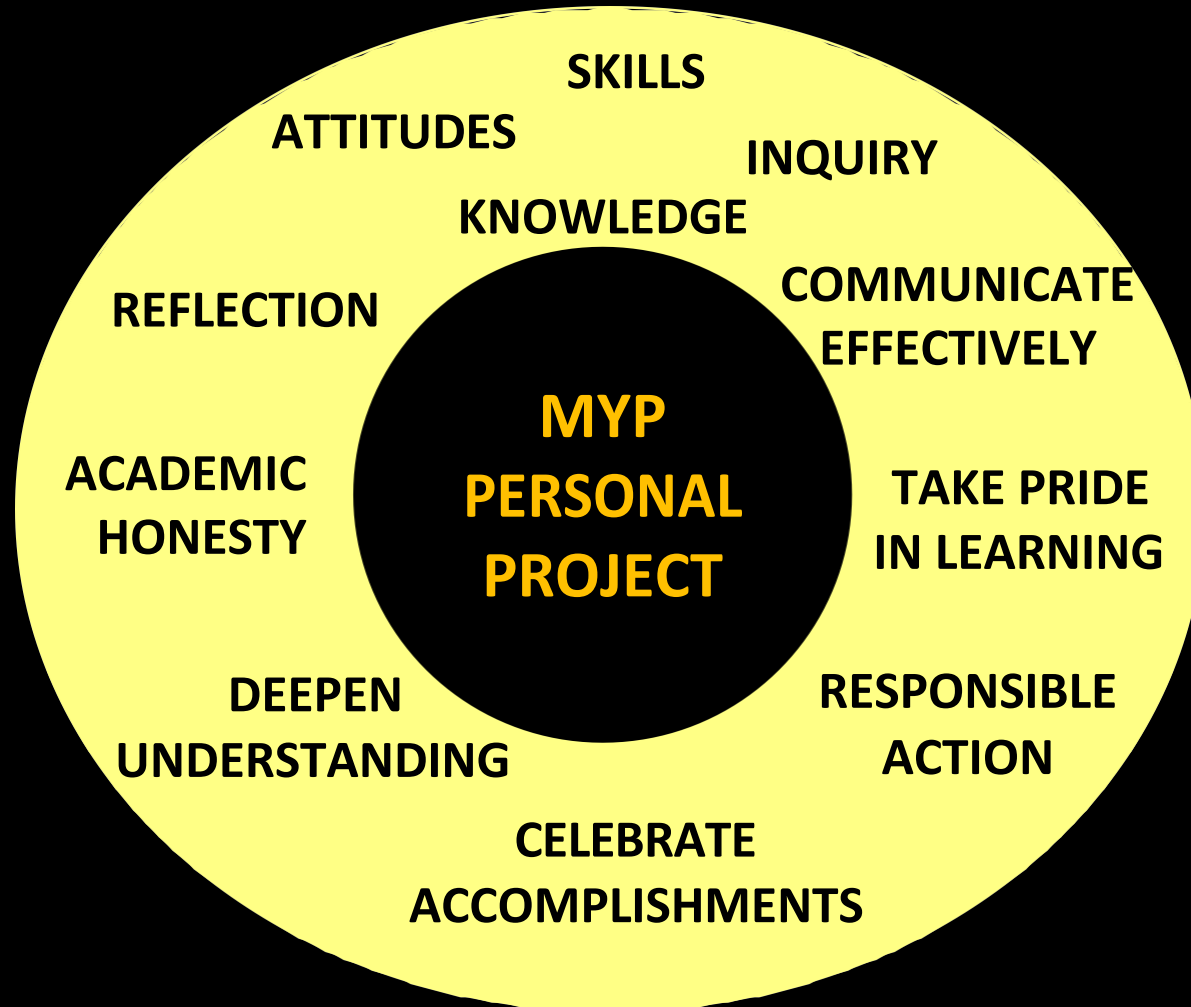 SKILLS
ATTITUDES
INQUIRY
KNOWLEDGE
COMMUNICATE
EFFECTIVELY
REFLECTION
MYP
PERSONAL
PROJECT
ACADEMIC
HONESTY
TAKE PRIDE
IN LEARNING
DEEPEN
UNDERSTANDING
RESPONSIBLE
ACTION
CELEBRATE
ACCOMPLISHMENTS